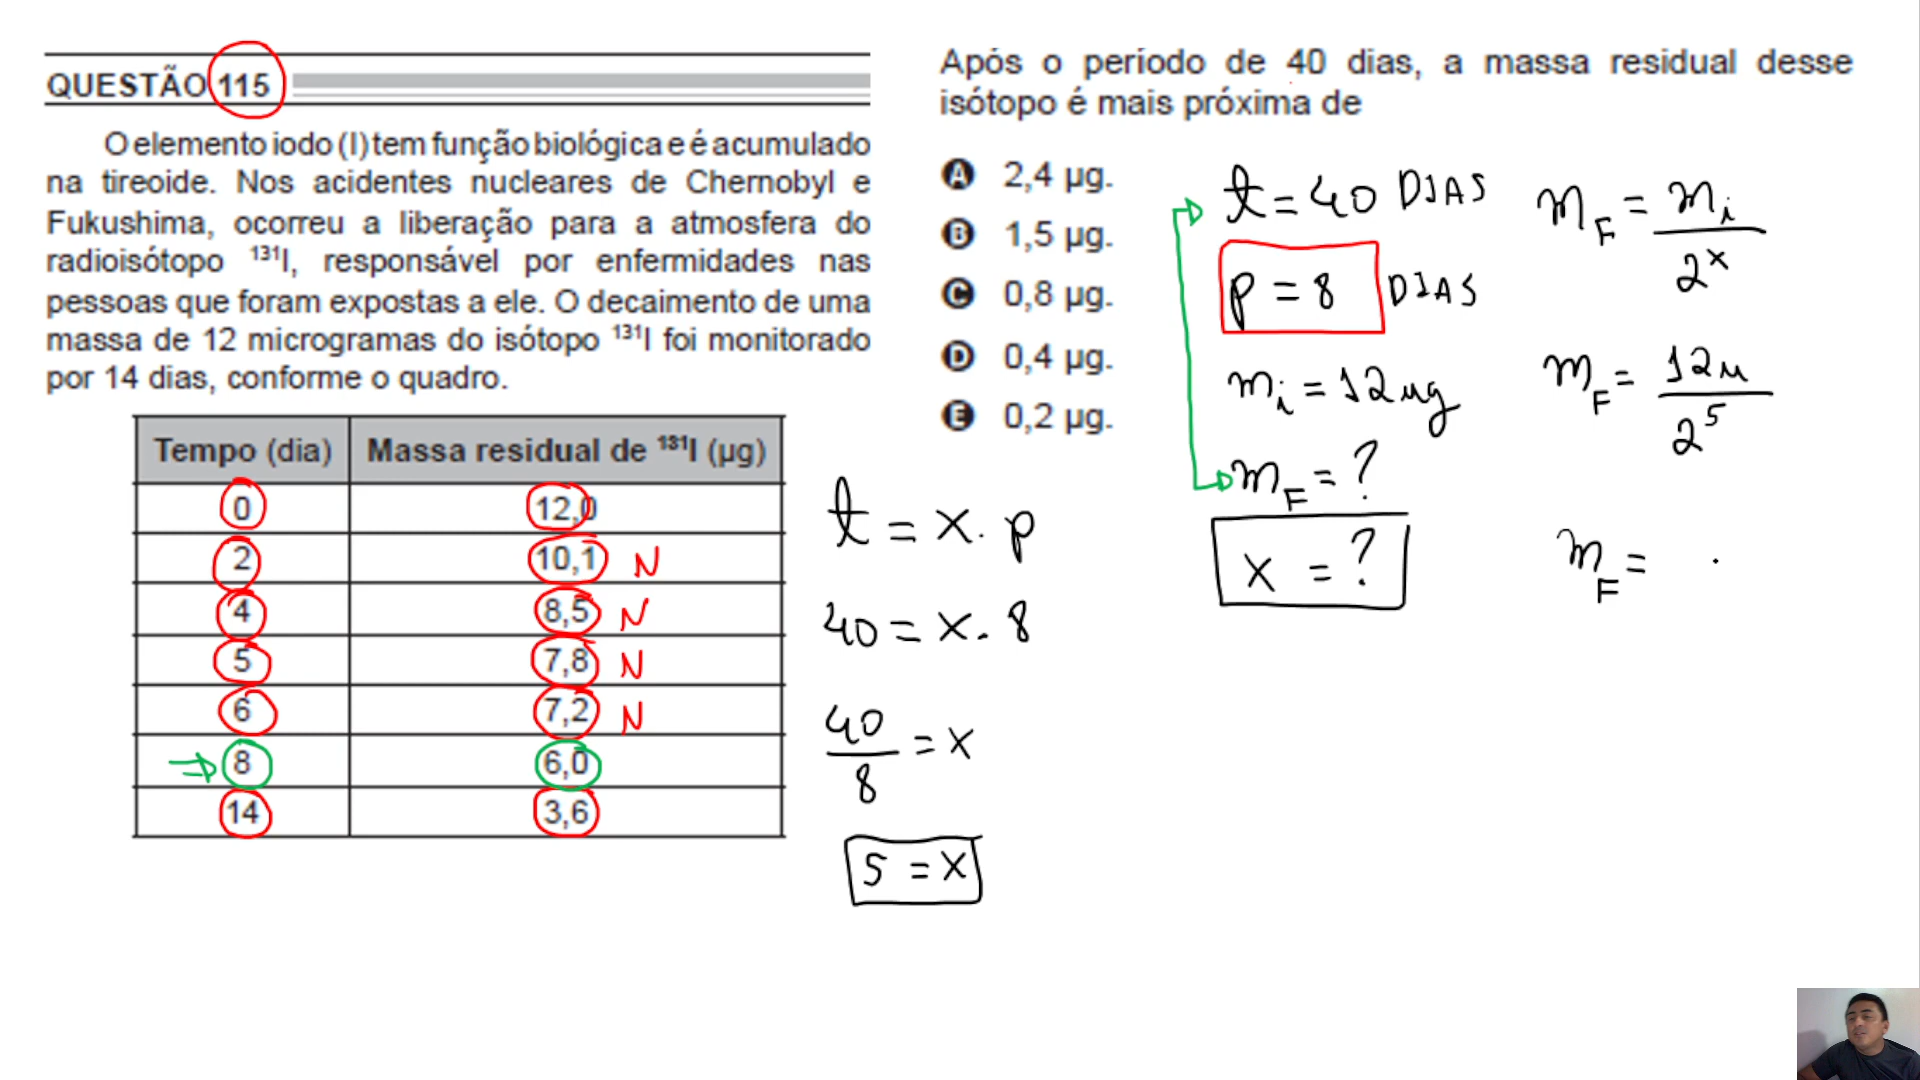 QUESTÃO 115
O elemento iodo (I) tem função biológica e é acumulado
na tireoide. Nos acidentes nucleares de Chernobyl e
Fukushima, ocorreu a liberação para a atmosfera do
radioisótopo ¹³¹I, responsável por enfermidades nas
pessoas que foram expostas a ele. O decaimento de uma
massa de 12 microgramas do isótopo ¹³¹I foi monitorado
por 14 dias, conforme o quadro.
Tempo (dia) Massa residual de ¹³¹I (µg)
0 12,0
2 10,1 N
4 8,5 N
5 7,8 N
6 7,2 N
8 6,0
14 3,6
Após o período de 40 dias, a massa residual desse
isótopo é mais próxima de
A 2,4 µg.
B 1,5 µg.
C 0,8 µg.
D 0,4 µg.
E 0,2 µg.
t = x . p
40 = x . 8
40/8 = x
5 = x
t = 40 DIAS
p = 8 DIAS
mi = 12 µg
mF = ?
x = ?
mF = mi/2ˣ
mF = 12µ/2⁵
mF =